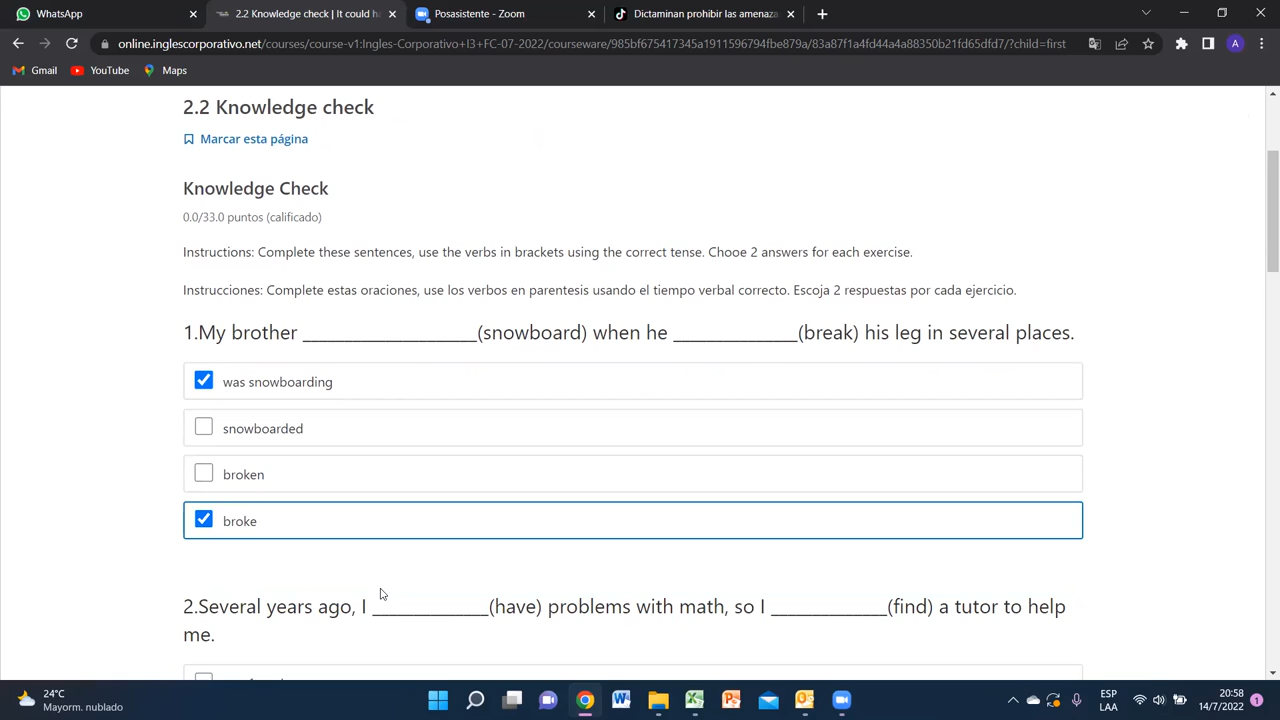 WhatsApp
2.2 Knowledge check | It could h
Posasistente - Zoom
Dictaminan prohibir las amenaza
online.inglescorporativo.net/courses/course-v1:Ingles-Corporativo+I3+FC-07-2022/courseware/985bf675417345a1911596794fbe879a/83a87f1a4fd44a4a88350b21fd65dfd7/?child=first
A
Gmail
YouTube
Maps
2.2 Knowledge check
Marcar esta página
Knowledge Check
0.0/33.0 puntos (calificado)
Instructions: Complete these sentences, use the verbs in brackets using the correct tense. Chooe 2 answers for each exercise.
Instrucciones: Complete estas oraciones, use los verbos en parentesis usando el tiempo verbal correcto. Escoja 2 respuestas por cada ejercicio.
1.My brother ___________________(snowboard) when he _____________(break) his leg in several places.
was snowboarding
snowboarded
broken
broke
2.Several years ago, I _____________(have) problems with math, so I _____________(find) a tutor to help
me.
24°C
Mayorm. nublado
ESP
LAA
20:58
14/7/2022
1